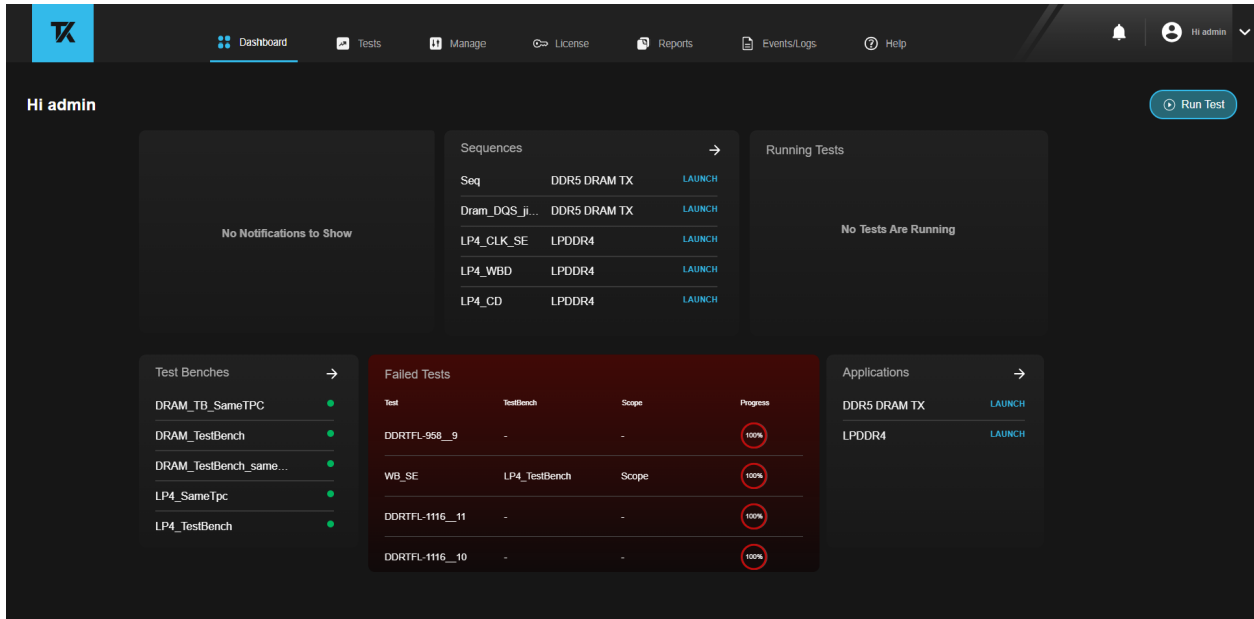 TK
Dashboard
Tests
Manage
License
Reports
Events/Logs
Help
Hi admin
Hi admin
Run Test
No Notifications to Show
Sequences
Seq DDR5 DRAM TX LAUNCH
Dram_DQS_ji... DDR5 DRAM TX LAUNCH
LP4_CLK_SE LPDDR4 LAUNCH
LP4_WBD LPDDR4 LAUNCH
LP4_CD LPDDR4 LAUNCH
Running Tests
No Tests Are Running
Test Benches
DRAM_TB_SameTPC
DRAM_TestBench
DRAM_TestBench_same...
LP4_SameTpc
LP4_TestBench
Failed Tests
Test TestBench Scope Progress
DDRTFL-958__9 - - 100%
WB_SE LP4_TestBench Scope 100%
DDRTFL-1116__11 - - 100%
DDRTFL-1116__10 - - 100%
Applications
DDR5 DRAM TX LAUNCH
LPDDR4 LAUNCH